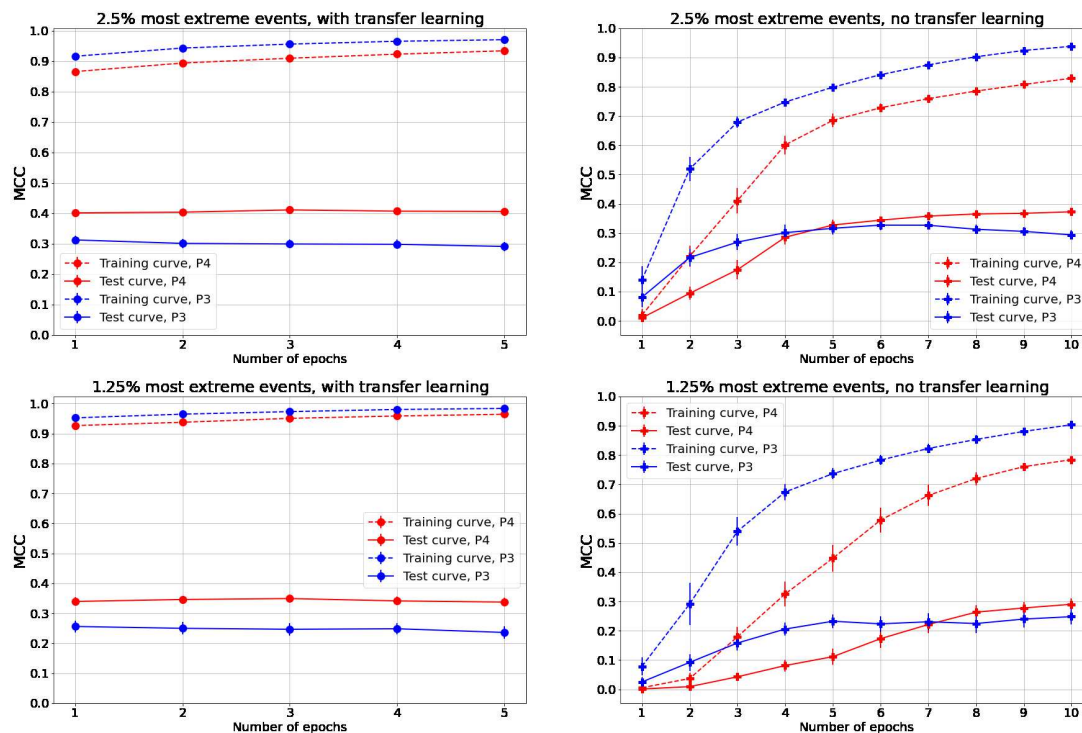 2.5% most extreme events, with transfer learning
1.0
0.9
0.8
0.7
0.6
0.5
0.4
0.3
0.2
0.1
0.0
MCC
Training curve, P4
Test curve, P4
Training curve, P3
Test curve, P3
1 2 3 4 5
Number of epochs
2.5% most extreme events, no transfer learning
1.0
0.9
0.8
0.7
0.6
0.5
0.4
0.3
0.2
0.1
0.0
MCC
Training curve, P4
Test curve, P4
Training curve, P3
Test curve, P3
1 2 3 4 5 6 7 8 9 10
Number of epochs
1.25% most extreme events, with transfer learning
1.0
0.9
0.8
0.7
0.6
0.5
0.4
0.3
0.2
0.1
0.0
MCC
Training curve, P4
Test curve, P4
Training curve, P3
Test curve, P3
1 2 3 4 5
Number of epochs
1.25% most extreme events, no transfer learning
1.0
0.9
0.8
0.7
0.6
0.5
0.4
0.3
0.2
0.1
0.0
MCC
Training curve, P4
Test curve, P4
Training curve, P3
Test curve, P3
1 2 3 4 5 6 7 8 9 10
Number of epochs